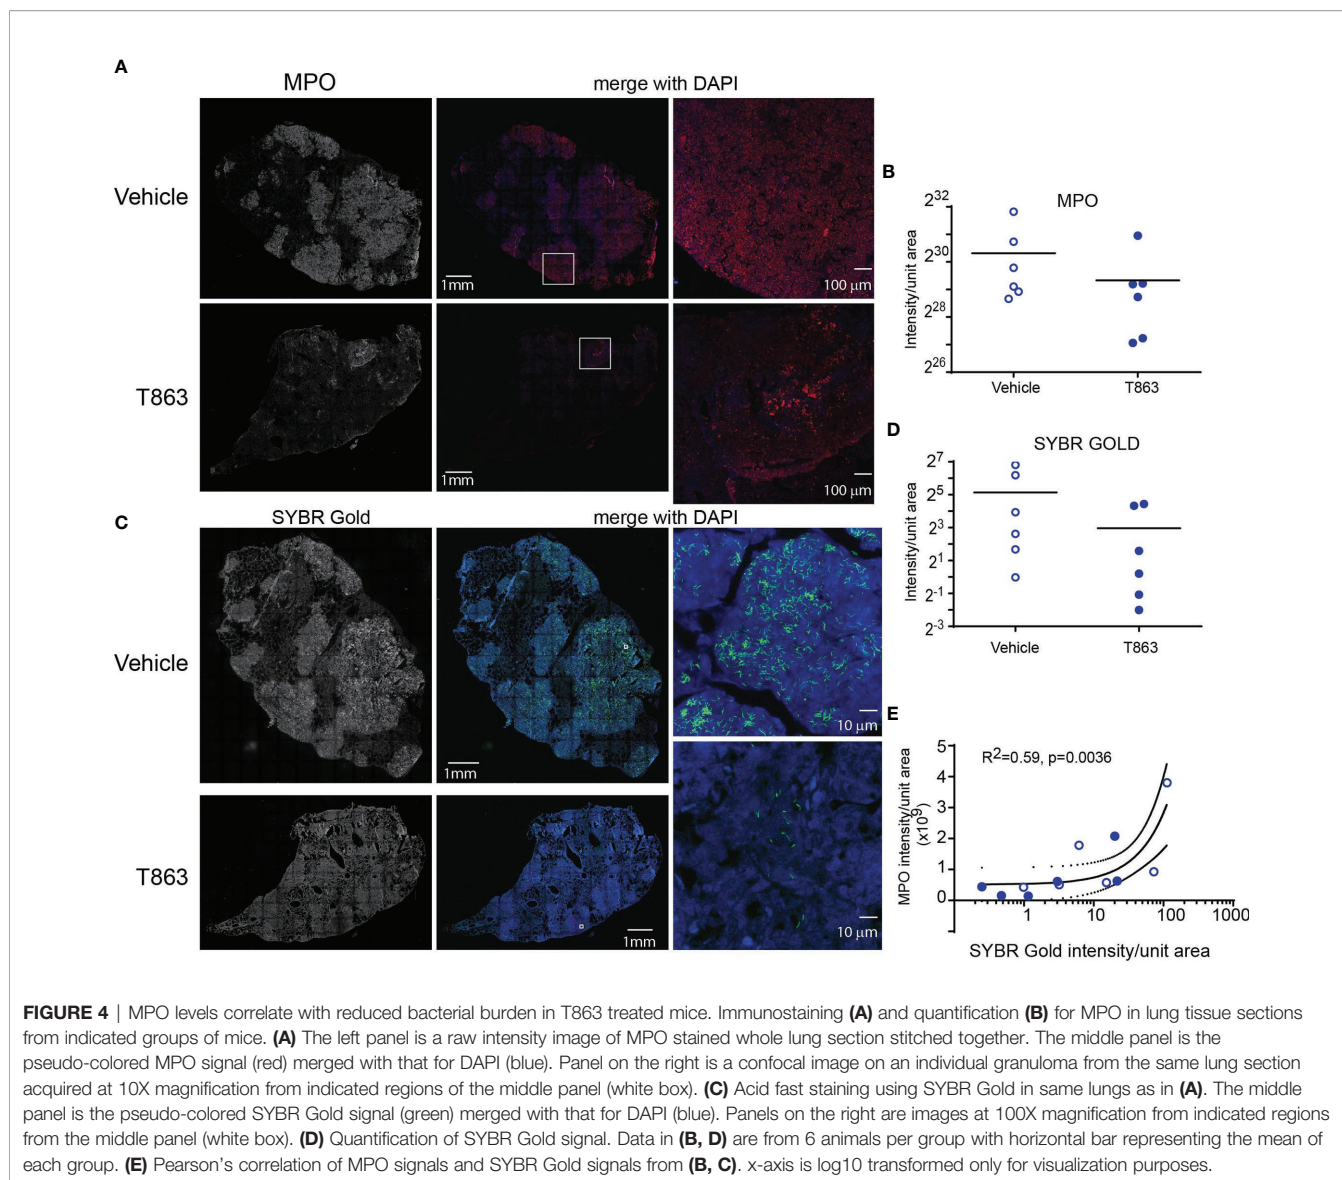 A
MPO
merge with DAPI
Vehicle
1mm
1mm
100 μm
T863
1mm
1mm
100 μm
B
MPO
Intensity/unit area
2^32
2^30
2^28
2^26
Vehicle
T863
C
SYBR Gold
merge with DAPI
Vehicle
1mm
10 μm
T863
1mm
10 μm
D
SYBR GOLD
Intensity/unit area
2^7
2^5
2^3
2^1
2^-1
2^-3
Vehicle
T863
E
R^2=0.59, p=0.0036
MPO intensity/unit area
(x10^9)
5
4
3
2
1
0
1
10
100
1000
SYBR Gold intensity/unit area
FIGURE 4 | MPO levels correlate with reduced bacterial burden in T863 treated mice. Immunostaining (A) and quantification (B) for MPO in lung tissue sections
from indicated groups of mice. (A) The left panel is a raw intensity image of MPO stained whole lung section stitched together. The middle panel is the
pseudo-colored MPO signal (red) merged with that for DAPI (blue). Panel on the right is a confocal image on an individual granuloma from the same lung section
acquired at 10X magnification from indicated regions of the middle panel (white box). (C) Acid fast staining using SYBR Gold in same lungs as in (A). The middle
panel is the pseudo-colored SYBR Gold signal (green) merged with that for DAPI (blue). Panels on the right are images at 100X magnification from indicated regions
from the middle panel (white box). (D) Quantification of SYBR Gold signal. Data in (B, D) are from 6 animals per group with horizontal bar representing the mean of
each group. (E) Pearson's correlation of MPO signals and SYBR Gold signals from (B, C). x-axis is log10 transformed only for visualization purposes.